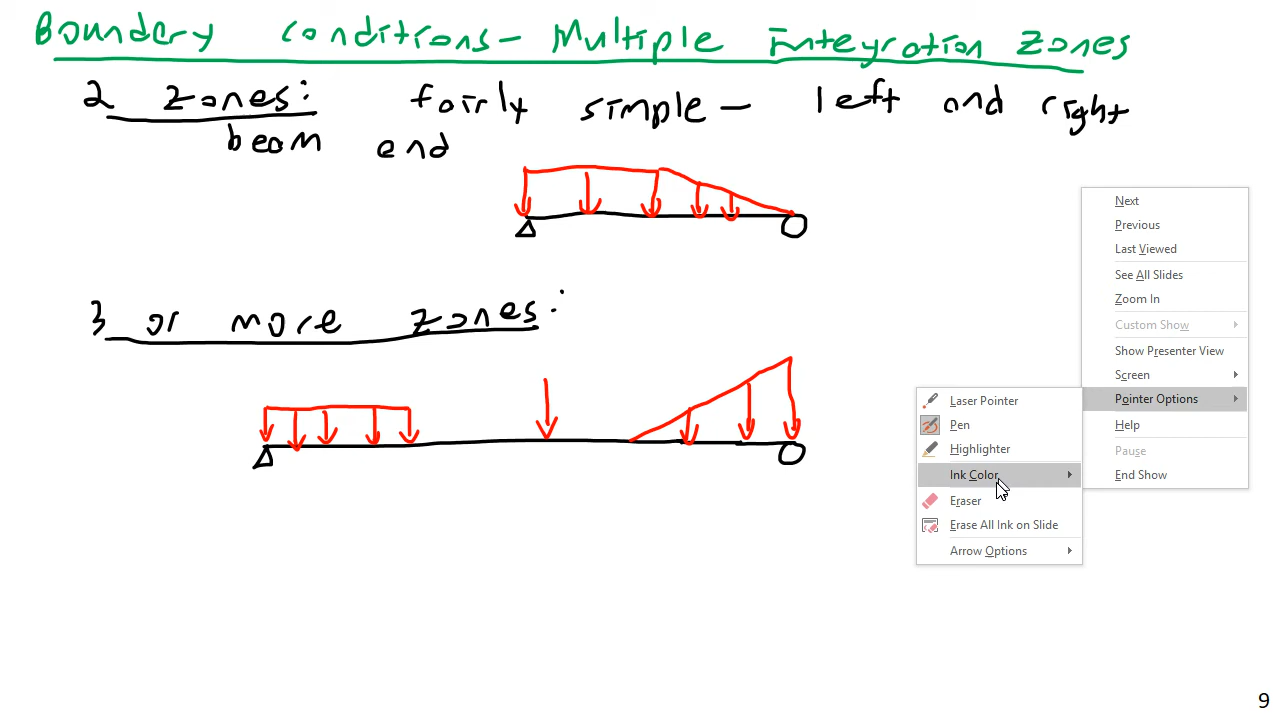 Boundary conditions- Multiple Integration zones
2 zones: fairly simple - left and right
beam end
3 or more zones:
Next
Previous
Last Viewed
See All Slides
Zoom In
Custom Show
Show Presenter View
Screen
Pointer Options
Help
Pause
End Show
Laser Pointer
Pen
Highlighter
Ink Color
Eraser
Erase All Ink on Slide
Arrow Options
9